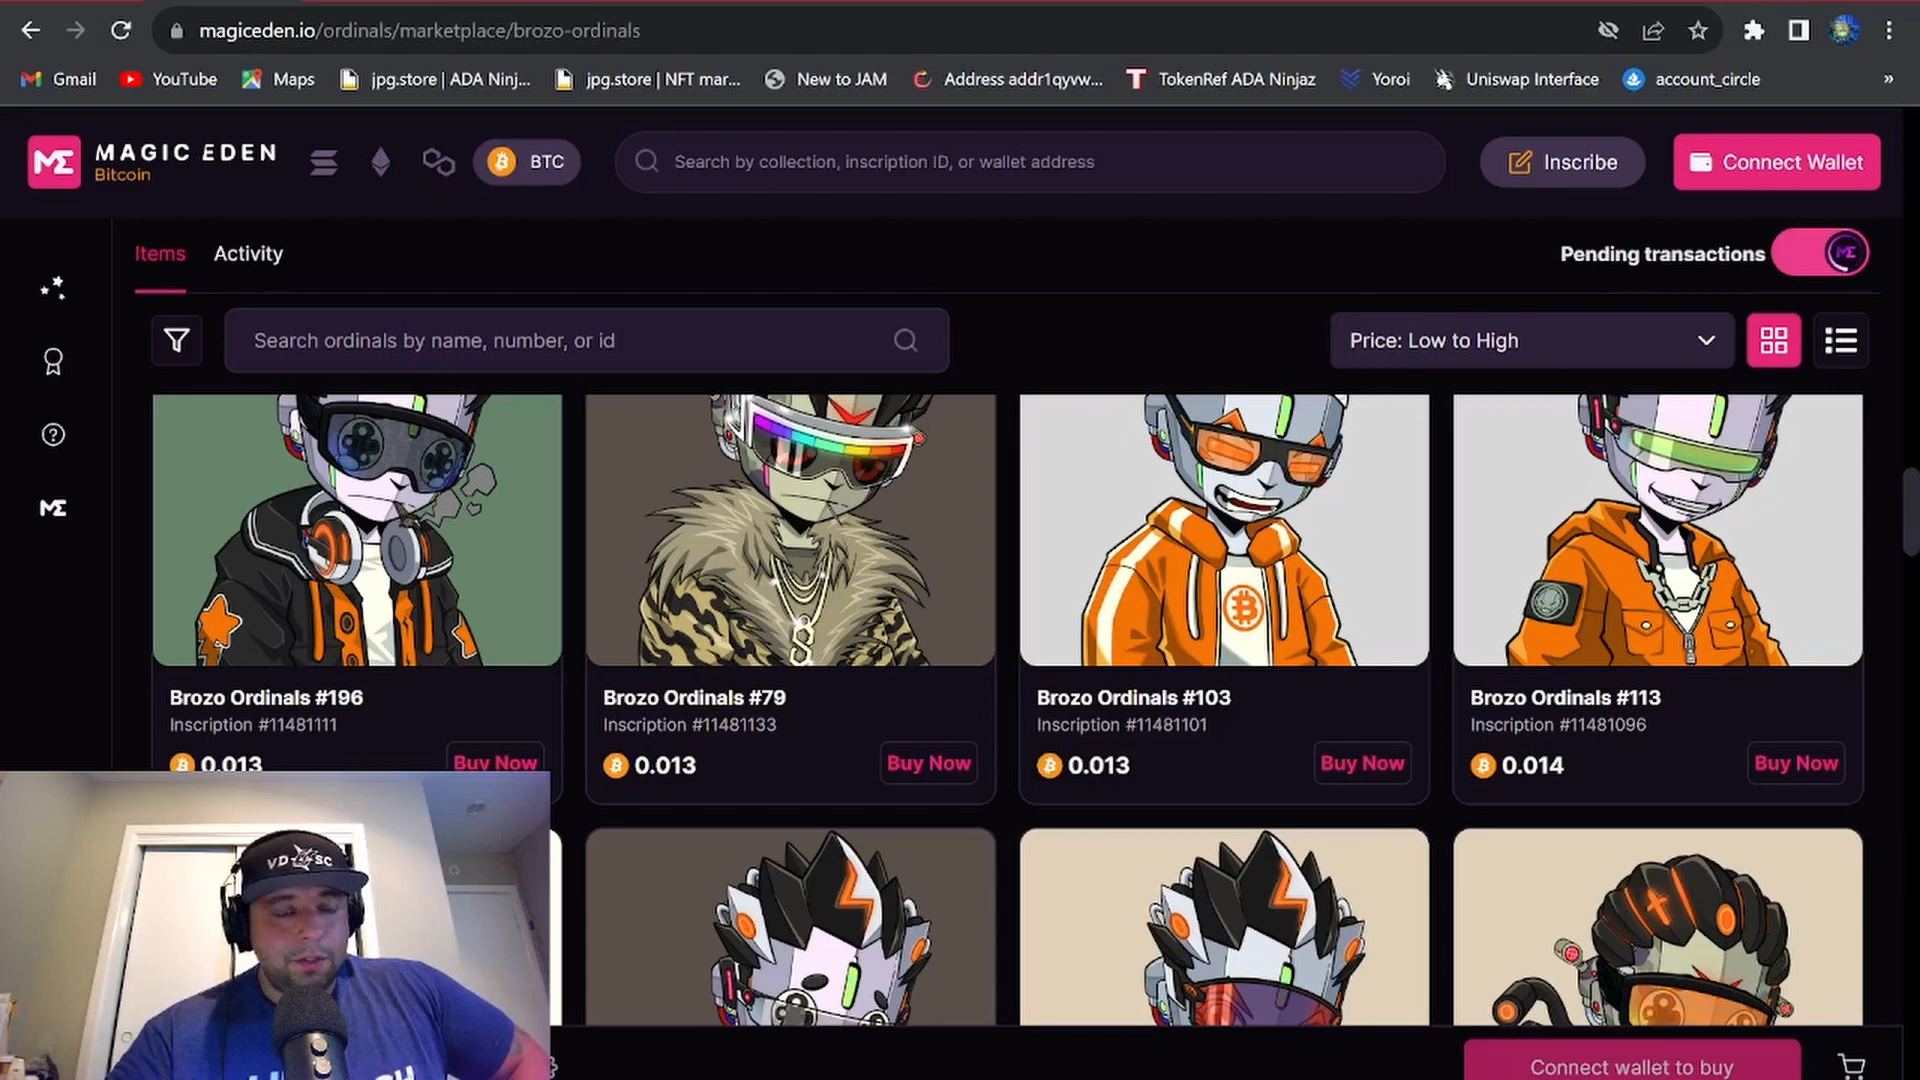 magiceden.io/ordinals/marketplace/brozo-ordinals
Gmail YouTube Maps jpg.store | ADA Ninj... jpg.store | NFT mar... New to JAM Address addr1qyvw... TokenRef ADA Ninjaz Yoroi Uniswap Interface account_circle »
MAGIC EDEN
Bitcoin
BTC
Search by collection, inscription ID, or wallet address
Inscribe
Connect Wallet
Items Activity
Pending transactions
Search ordinals by name, number, or id
Price: Low to High
Brozo Ordinals #196
Inscription #11481111
0.013 Buy Now
Brozo Ordinals #79
Inscription #11481133
0.013 Buy Now
Brozo Ordinals #103
Inscription #11481101
0.013 Buy Now
Brozo Ordinals #113
Inscription #11481096
0.014 Buy Now
VD SC
Connect wallet to buy